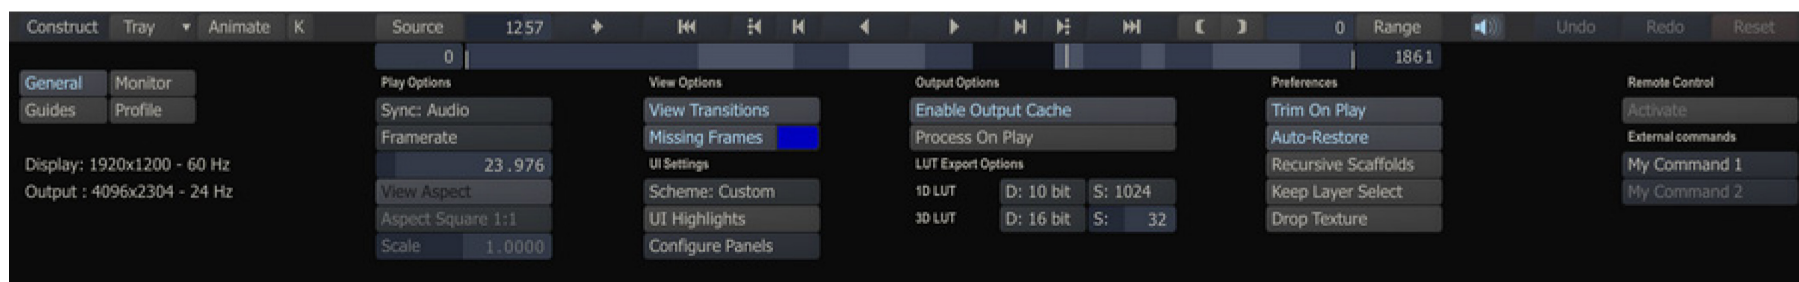 Construct Tray Animate K Source 1257 0 Range Undo Redo Reset
0 1861
General Monitor Play Options View Options Output Options Preferences Remote Control
Guides Profile Sync: Audio View Transitions Enable Output Cache Trim On Play Activate
Framerate Missing Frames Process On Play Auto-Restore External commands
Display: 1920x1200 - 60 Hz 23.976 UI Settings LUT Export Options Recursive Scaffolds My Command 1
Output : 4096x2304 - 24 Hz View Aspect Scheme: Custom 1D LUT D: 10 bit S: 1024 Keep Layer Select My Command 2
Aspect Square 1:1 UI Highlights 3D LUT D: 16 bit S: 32 Drop Texture
Scale 1.0000 Configure Panels